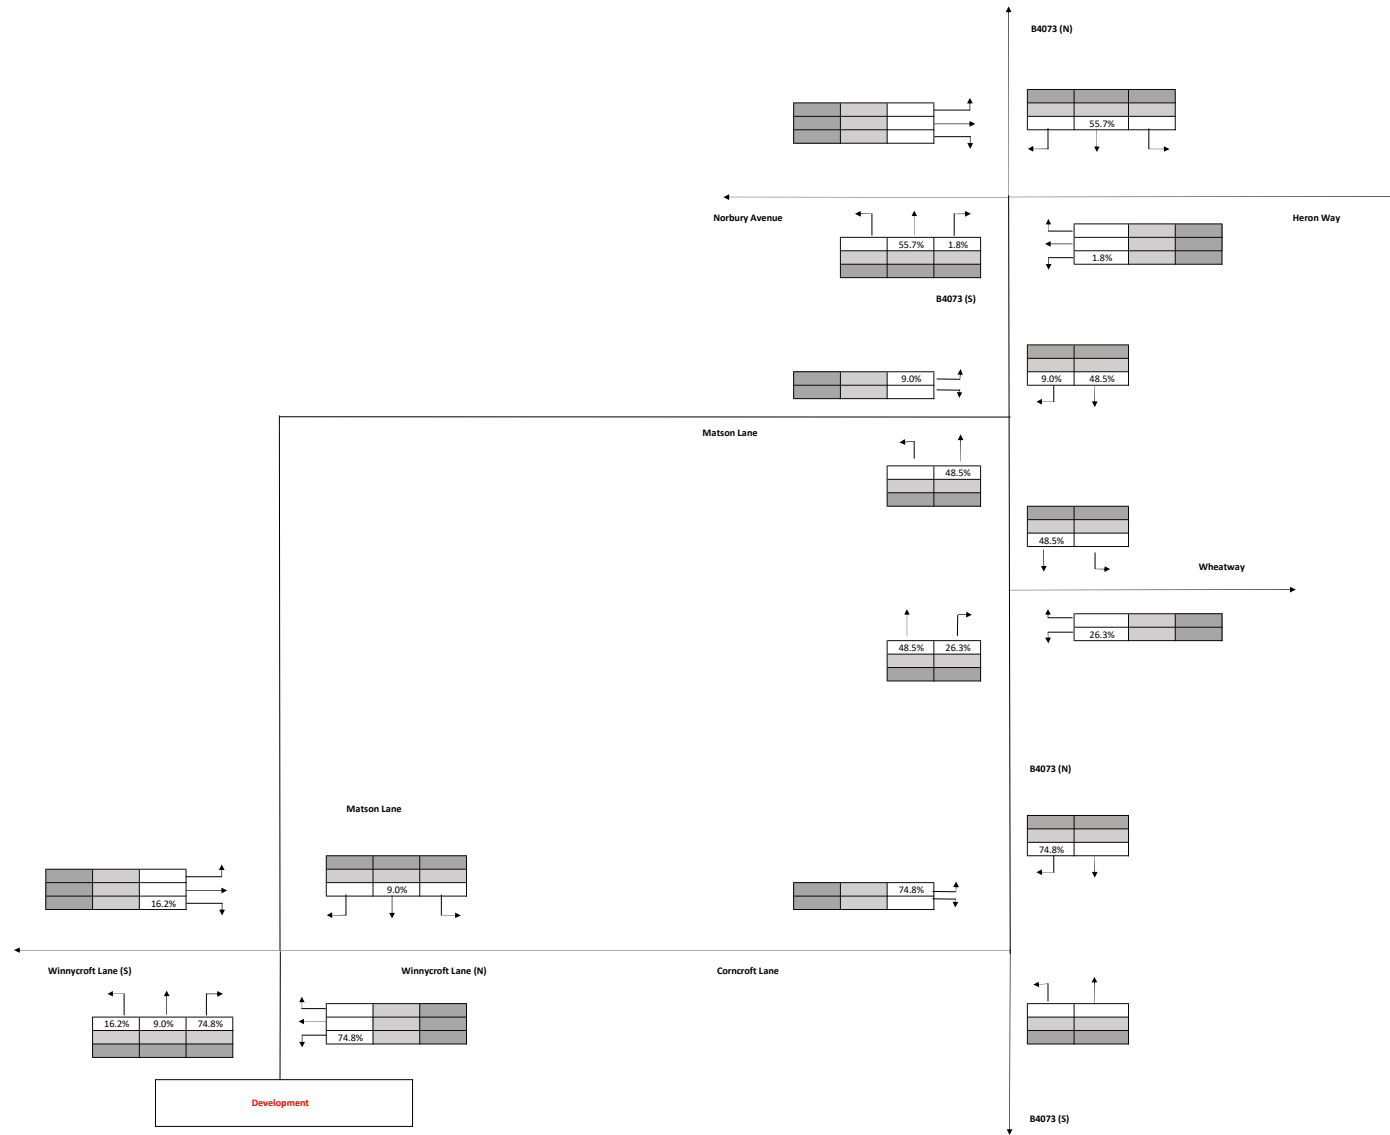 B4073 (N)
55.7%
Norbury Avenue
Heron Way
55.7% 1.8%
1.8%
B4073 (S)
9.0%
9.0% 48.5%
Matson Lane
48.5%
48.5%
Wheatway
26.3%
48.5% 26.3%
B4073 (N)
Matson Lane
74.8%
9.0%
74.8%
16.2%
Winnycroft Lane (S)
Winnycroft Lane (N)
Corncroft Lane
16.2% 9.0% 74.8%
74.8%
Development
B4073 (S)